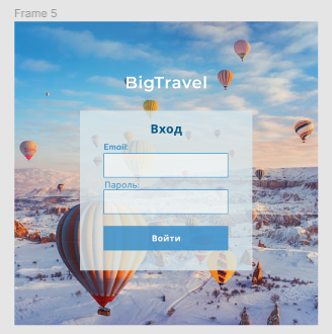 Frame 5
BigTravel
Вход
Email:
Пароль:
Войти